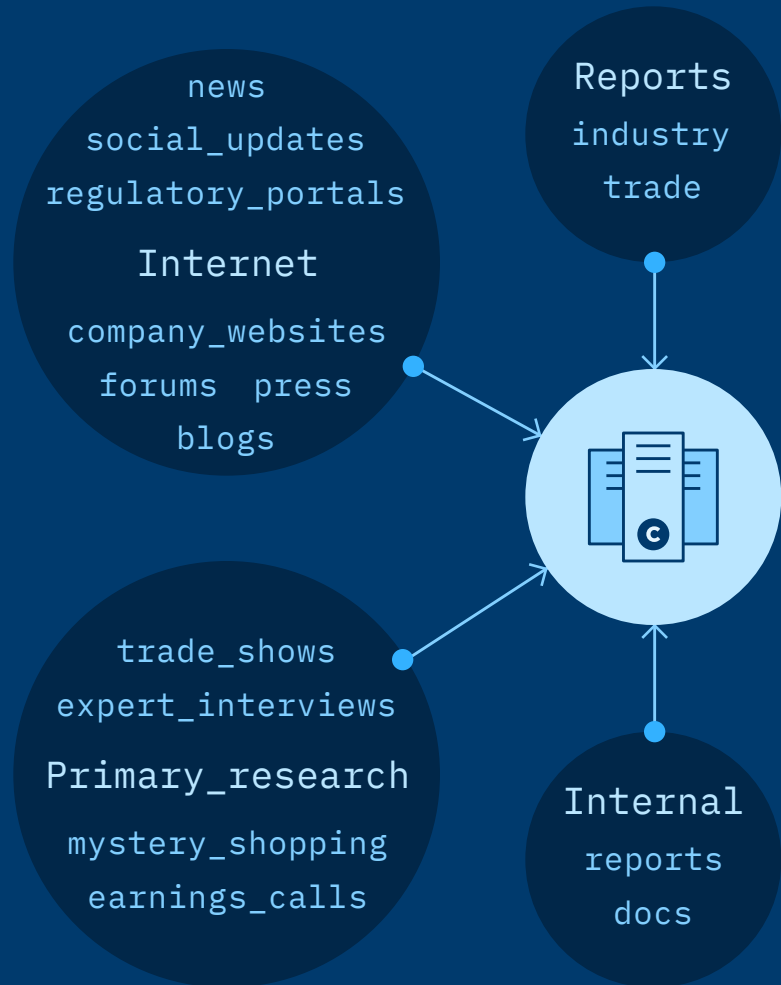 news
social_updates
regulatory_portals
Internet
company_websites
forums press
blogs
Reports
industry
trade
C
trade_shows
expert_interviews
Primary_research
mystery_shopping
earnings_calls
Internal
reports
docs